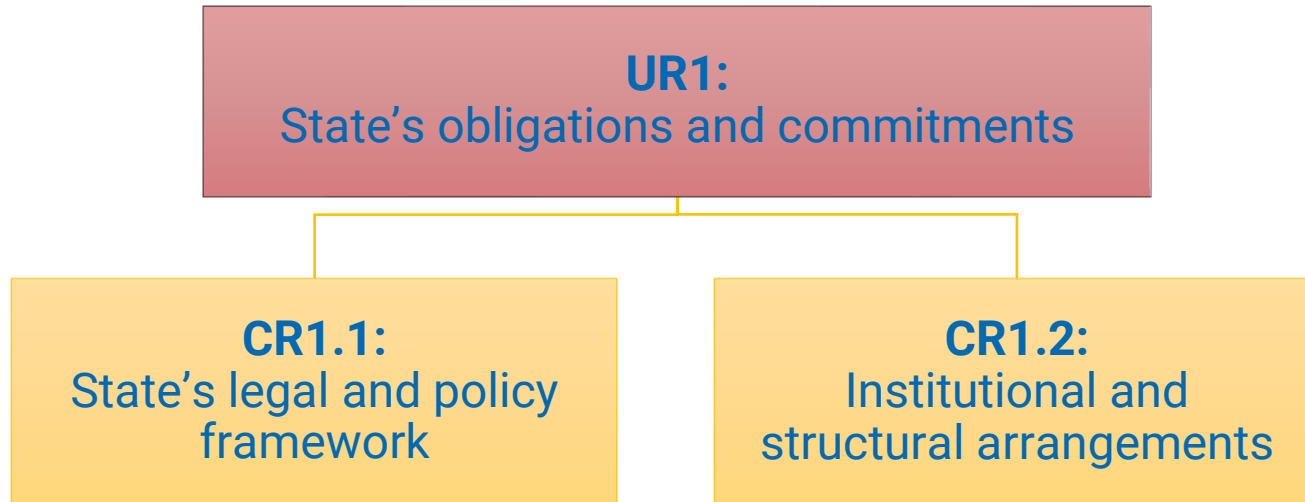 UR1:
State’s obligations and commitments
CR1.1:
State’s legal and policy
framework
CR1.2:
Institutional and
structural arrangements